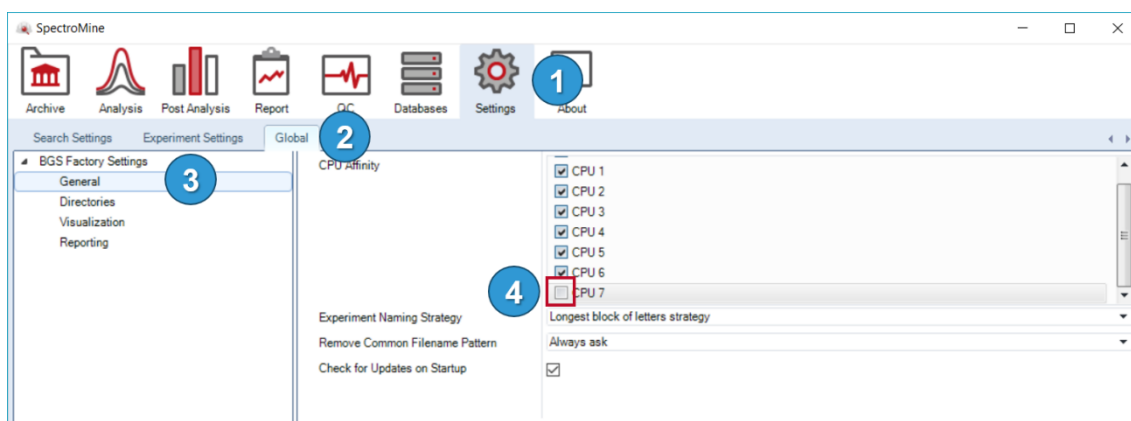 SpectroMine
1
Archive Analysis Post Analysis Report QC Databases Settings About
Search Settings Experiment Settings Global 2
BGS Factory Settings
General 3
Directories
Visualization
Reporting
CPU Affinity
CPU 1
CPU 2
CPU 3
CPU 4
CPU 5
CPU 6
4 CPU 7
Experiment Naming Strategy Longest block of letters strategy
Remove Common Filename Pattern Always ask
Check for Updates on Startup